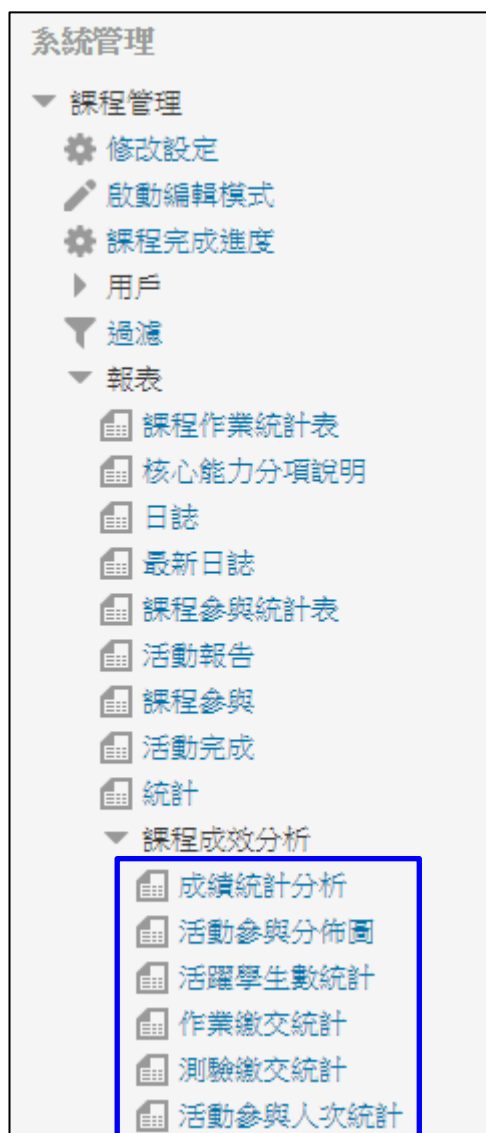 系統管理
課程管理
修改設定
啟動編輯模式
課程完成進度
用戶
過濾
報表
課程作業統計表
核心能力分項說明
日誌
最新日誌
課程參與統計表
活動報告
課程參與
活動完成
統計
課程成效分析
成績統計分析
活動參與分佈圖
活躍學生數統計
作業繳交統計
測驗繳交統計
活動參與人次統計